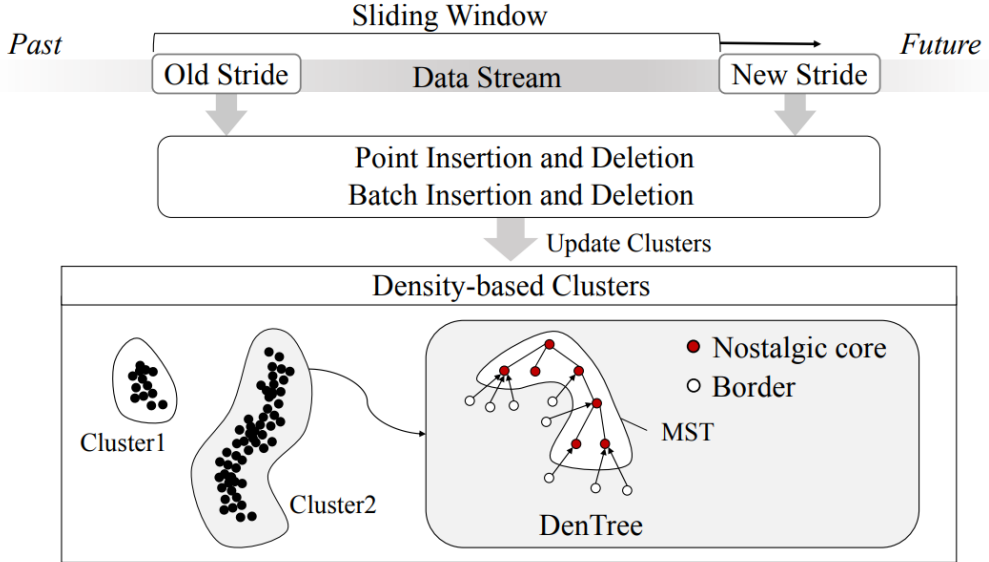 Sliding Window
Past
Future
Old Stride
Data Stream
New Stride
Point Insertion and Deletion
Batch Insertion and Deletion
Update Clusters
Density-based Clusters
Nostalgic core
Border
Cluster1
MST
Cluster2
DenTree